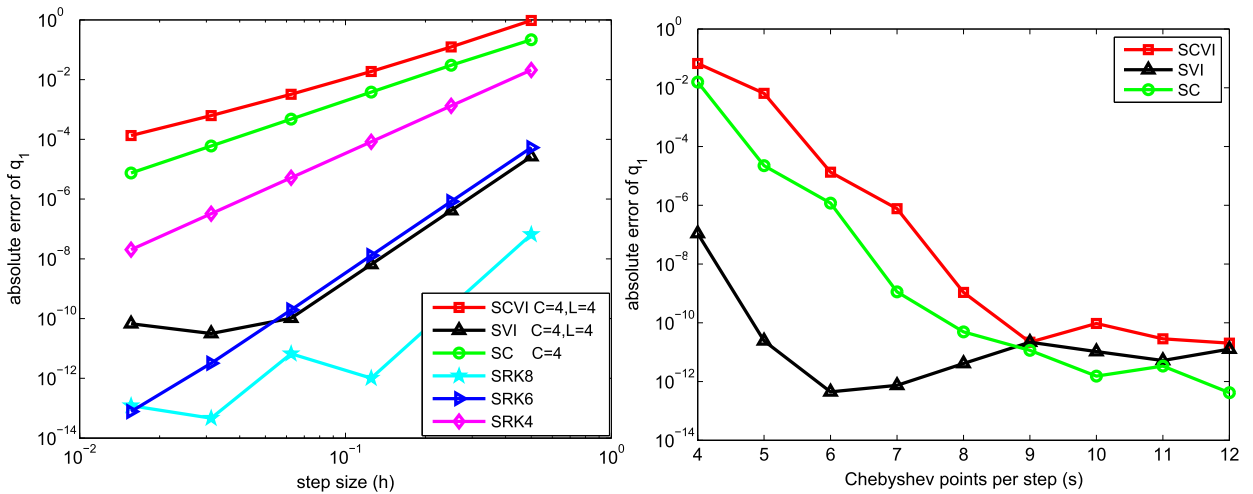 absolute error of q1
10^0
10^-2
10^-4
10^-6
10^-8
10^-10
10^-12
10^-14
SCVI C=4,L=4
SVI C=4,L=4
SC C=4
SRK8
SRK6
SRK4
10^-2
10^-1
10^0
step size (h)
absolute error of q1
10^0
10^-2
10^-4
10^-6
10^-8
10^-10
10^-12
10^-14
SCVI
SVI
SC
4 5 6 7 8 9 10 11 12
Chebyshev points per step (s)